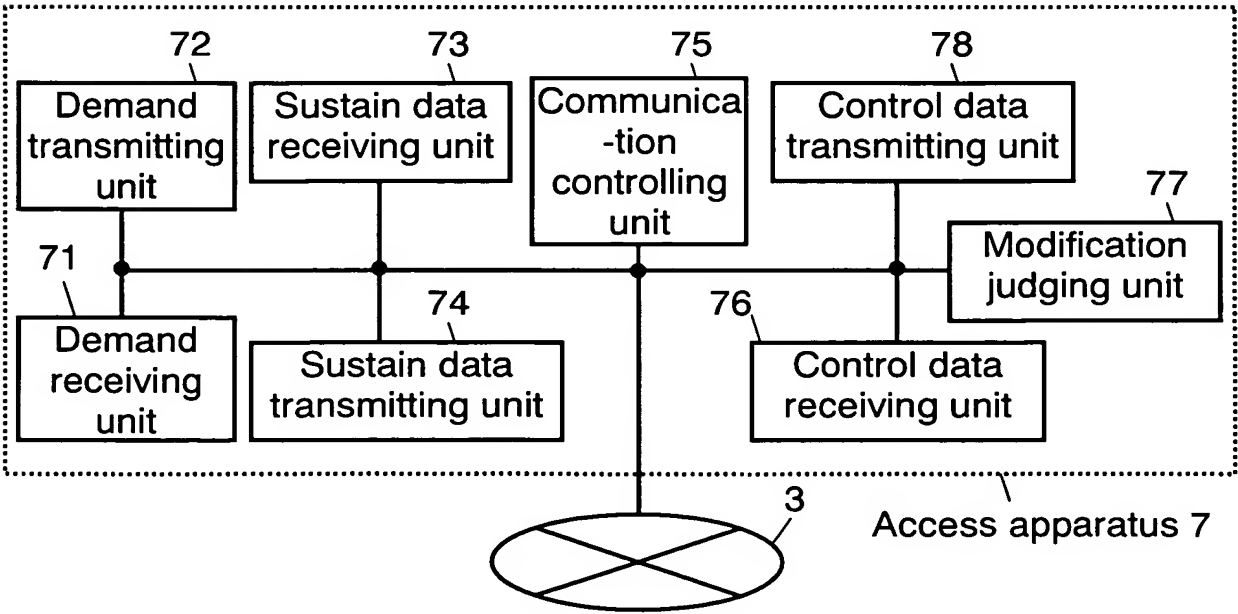 72
73
75
78
Demand
transmitting
unit
Sustain data
receiving unit
Communica
-tion
controlling
unit
Control data
transmitting unit
77
Modification
judging unit
71
Demand
receiving
unit
74
Sustain data
transmitting unit
76
Control data
receiving unit
3
Access apparatus 7